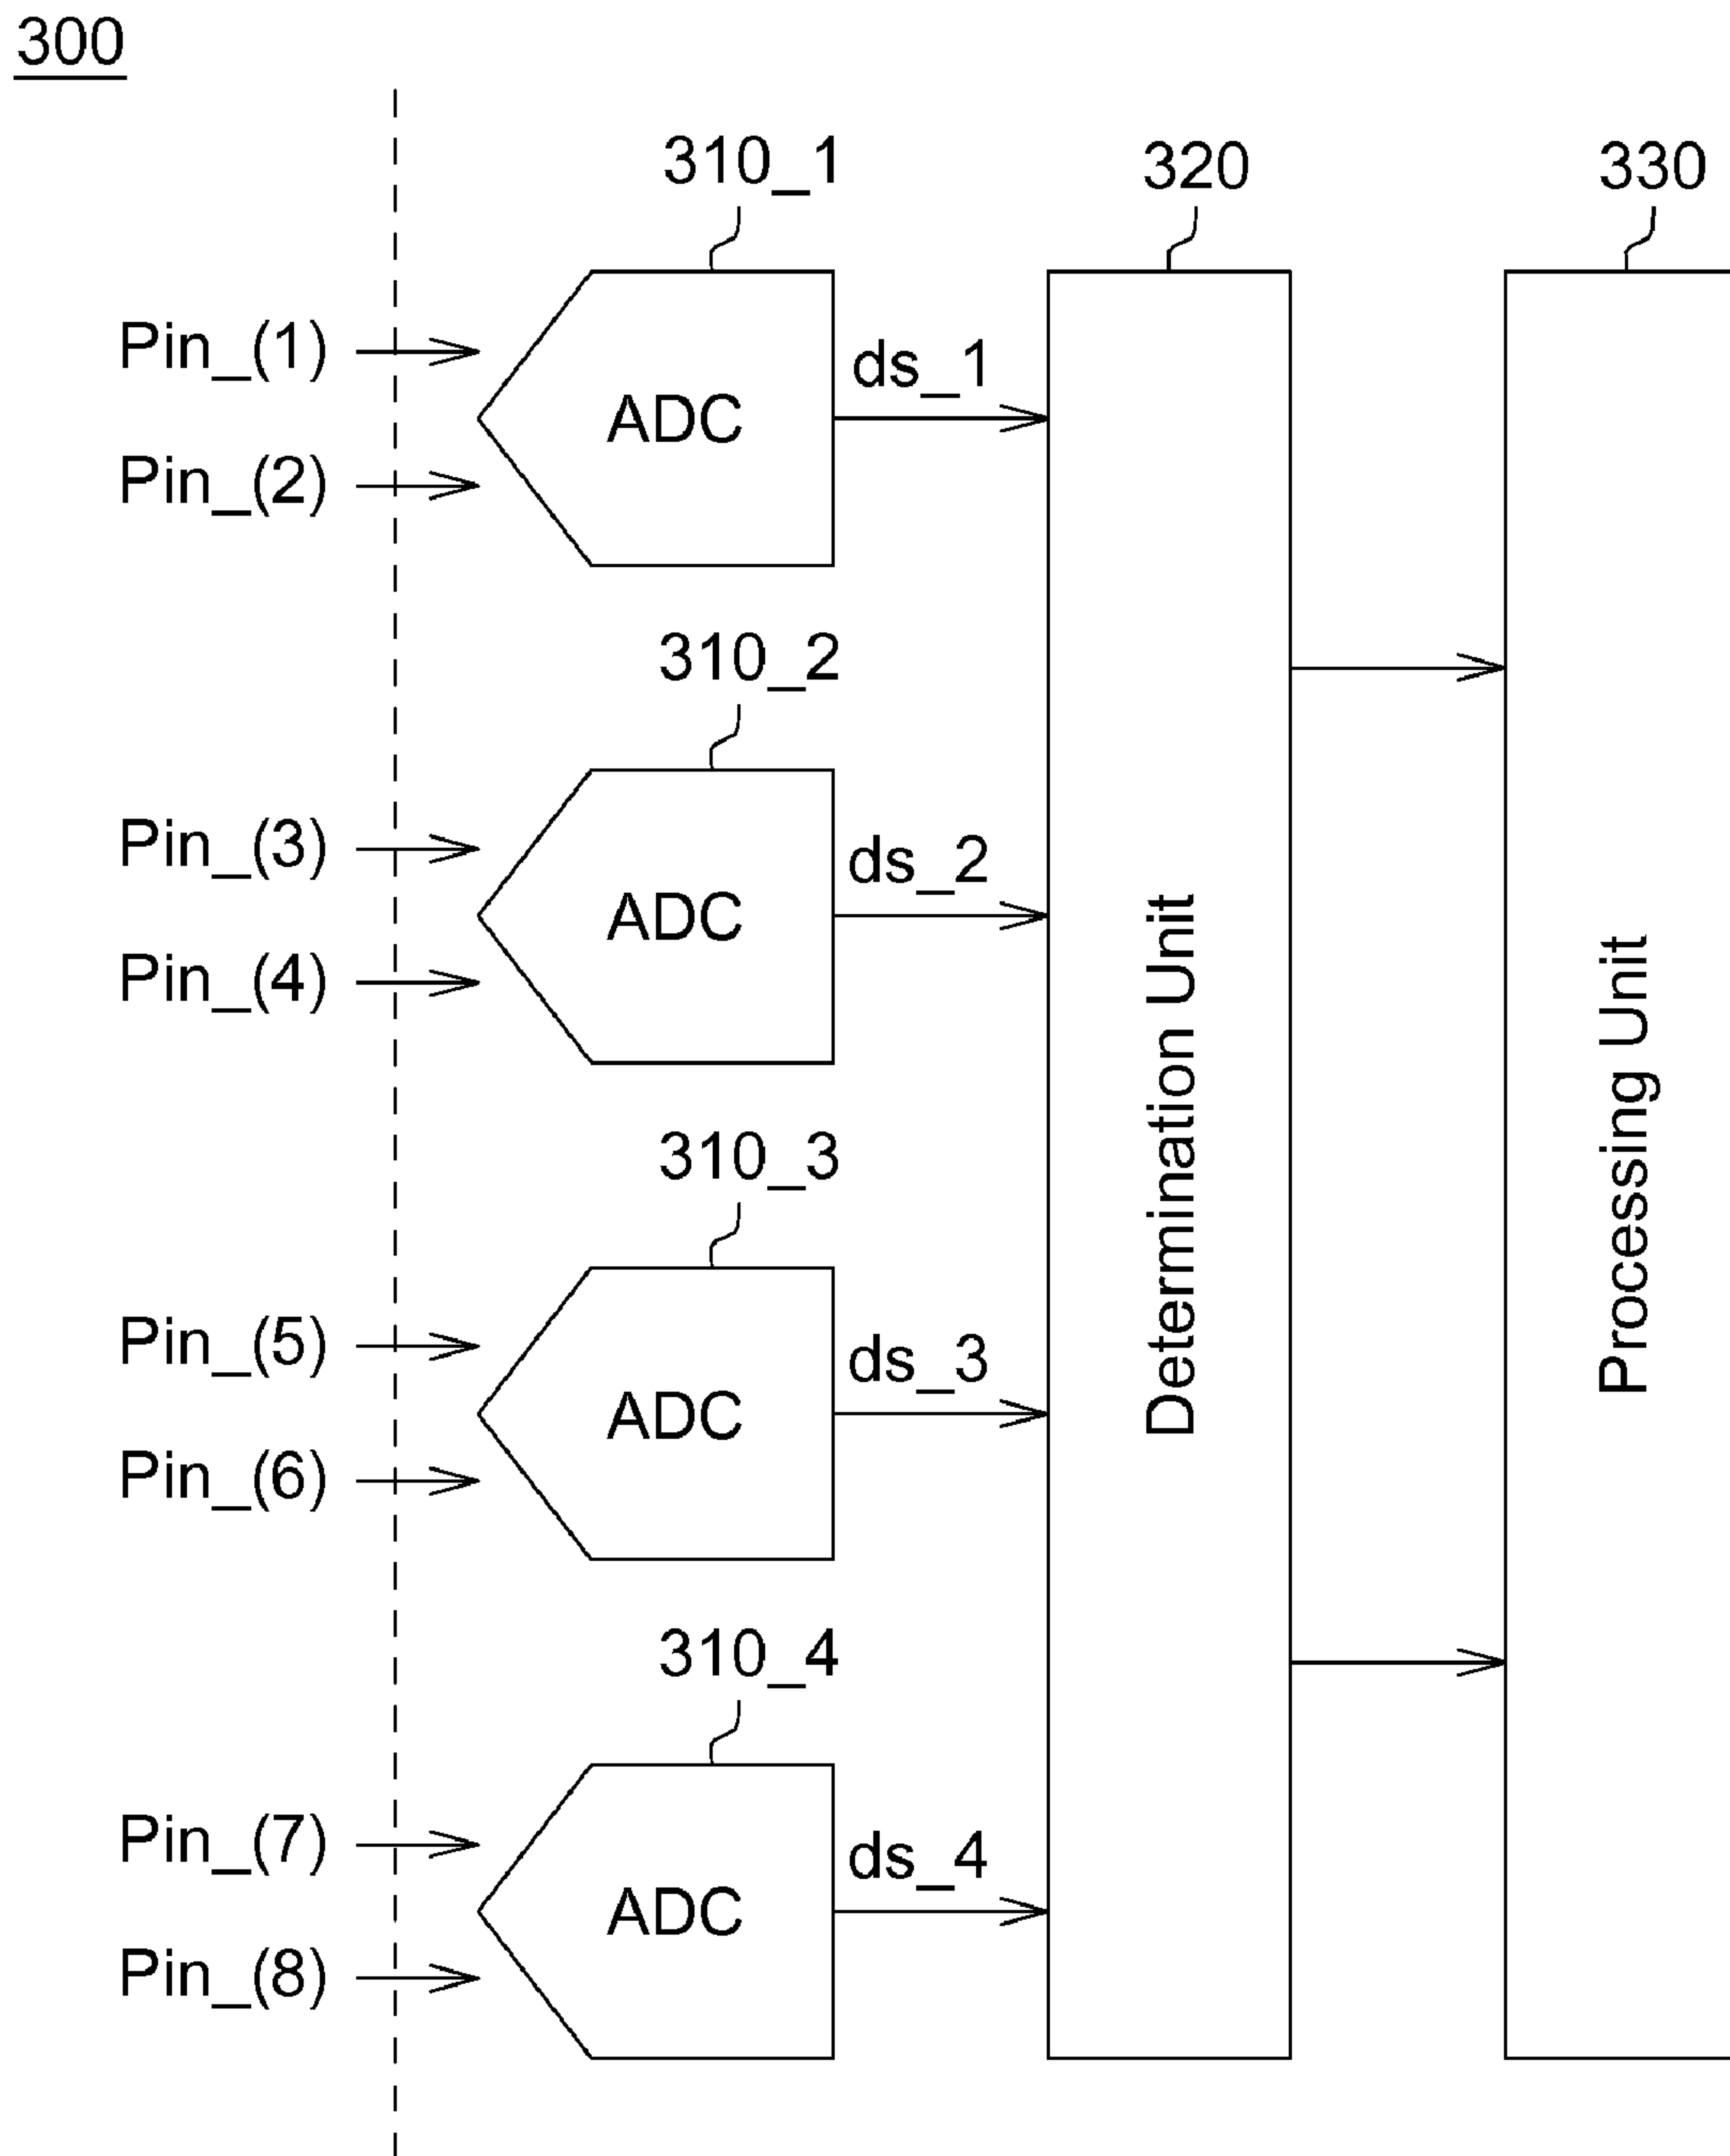 300
310_1
320
330
Pin_(1)
ds_1
ADC
Pin_(2)
310_2
Pin_(3)
ds_2
ADC
Pin_(4)
Determination Unit
Processing Unit
310_3
Pin_(5)
ds_3
ADC
Pin_(6)
310_4
Pin_(7)
ds_4
ADC
Pin_(8)